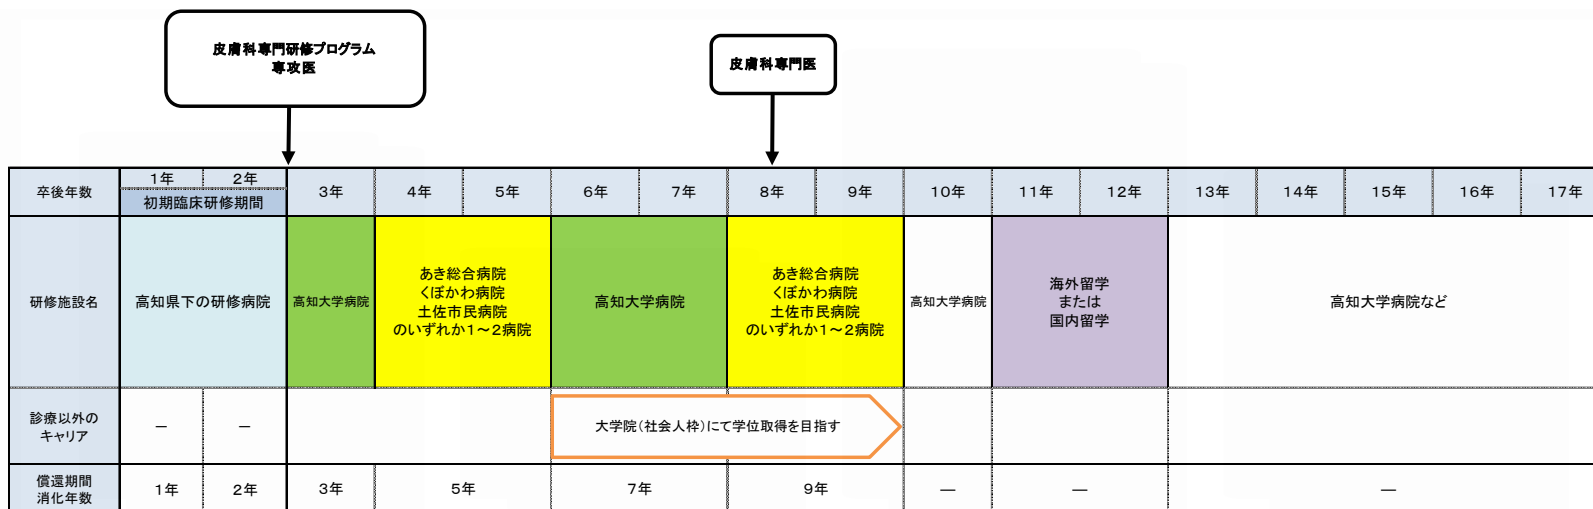 皮膚科専門研修プログラム
専攻医
皮膚科専門医
卒後年数
1年
2年
初期臨床研修期間
3年
4年
5年
6年
7年
8年
9年
10年
11年
12年
13年
14年
15年
16年
17年
研修施設名
高知県下の研修病院
高知大学病院
あき総合病院
くぼかわ病院
土佐市民病院
のいずれか1～2病院
高知大学病院
あき総合病院
くぼかわ病院
土佐市民病院
のいずれか1～2病院
高知大学病院
海外留学
または
国内留学
高知大学病院など
診療以外の
キャリア
－
－
大学院(社会人枠)にて学位取得を目指す
償還期間
消化年数
1年
2年
3年
5年
7年
9年
―
―
―